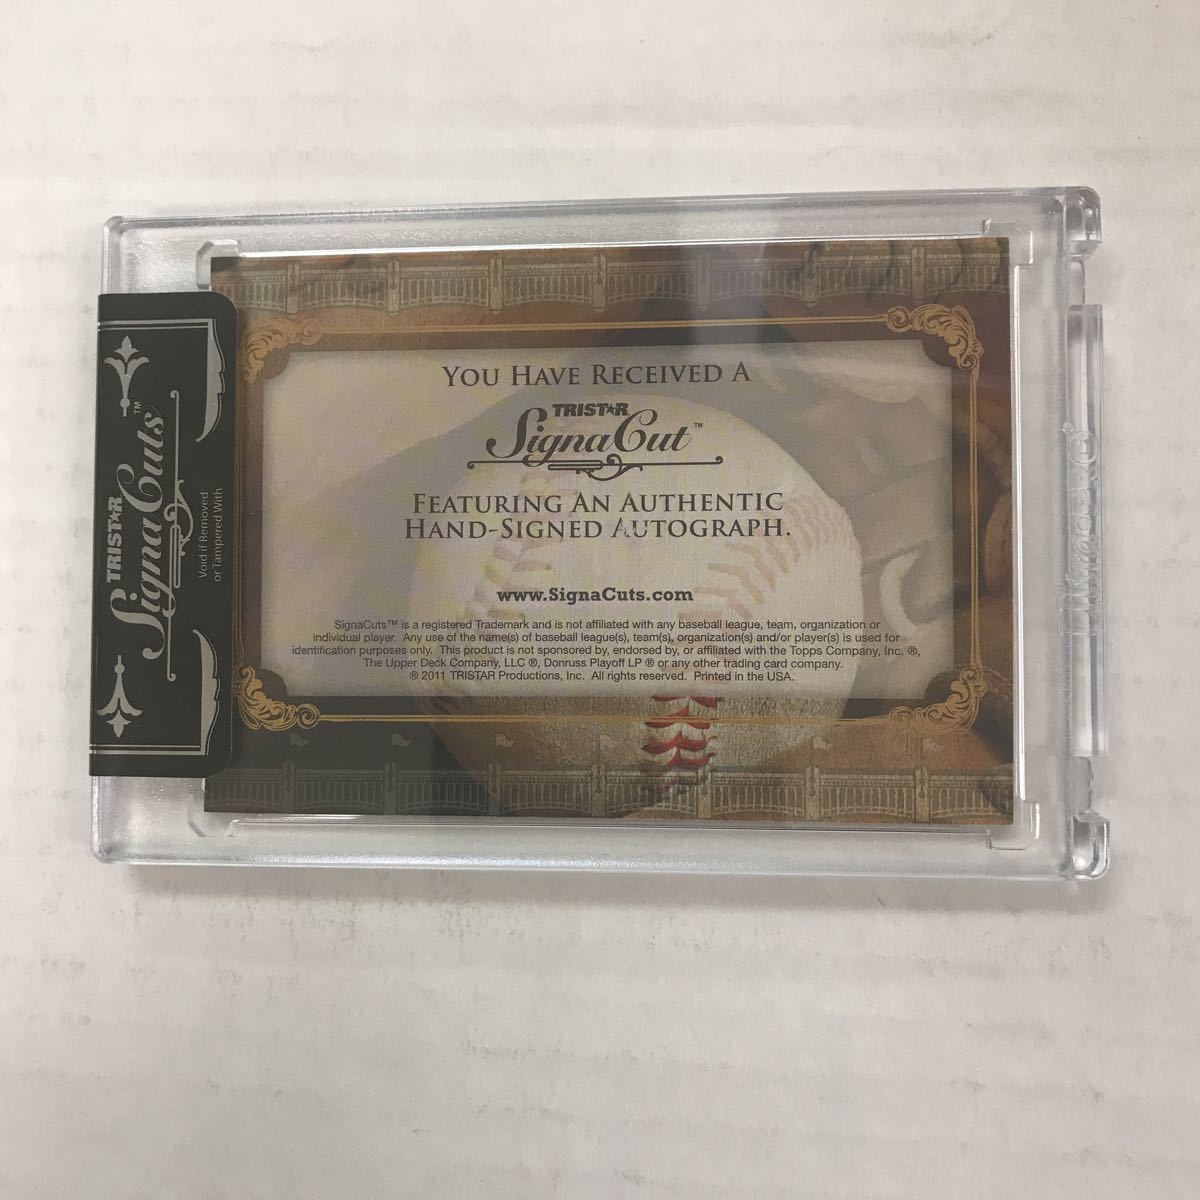 YOU HAVE RECEIVED A
TRISTAR
SignaCut™
FEATURING AN AUTHENTIC
HAND-SIGNED AUTOGRAPH.
www.SignaCuts.com
SignaCuts™ is a registered Trademark and is not affiliated with any baseball league, team, organization or
individual player. Any use of the name(s) of baseball league(s), team(s), organization(s) and/or player(s) is used for
identification purposes only. This product is not sponsored by, endorsed by, or affiliated with the Topps Company, Inc. ®,
The Upper Deck Company, LLC ®, Donruss Playoff LP ® or any other trading card company.
® 2011 TRISTAR Productions, Inc. All rights reserved. Printed in the USA.
TRISTAR
SignaCuts™
Void if Removed
or Tampered With